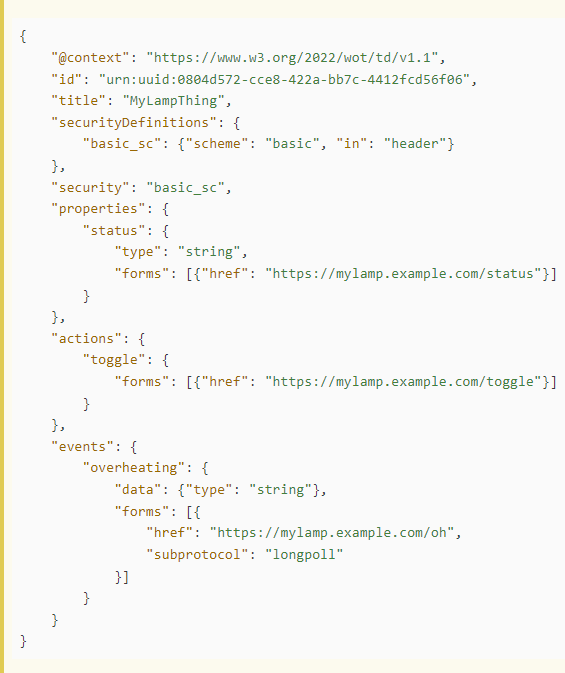 {
    "@context": "https://www.w3.org/2022/wot/td/v1.1",
    "id": "urn:uuid:0804d572-cce8-422a-bb7c-4412fcd56f06",
    "title": "MyLampThing",
    "securityDefinitions": {
        "basic_sc": {"scheme": "basic", "in": "header"}
    },
    "security": "basic_sc",
    "properties": {
        "status": {
            "type": "string",
            "forms": [{"href": "https://mylamp.example.com/status"}]
        }
    },
    "actions": {
        "toggle": {
            "forms": [{"href": "https://mylamp.example.com/toggle"}]
        }
    },
    "events": {
        "overheating": {
            "data": {"type": "string"},
            "forms": [{
                "href": "https://mylamp.example.com/oh",
                "subprotocol": "longpoll"
            }]
        }
    }
}